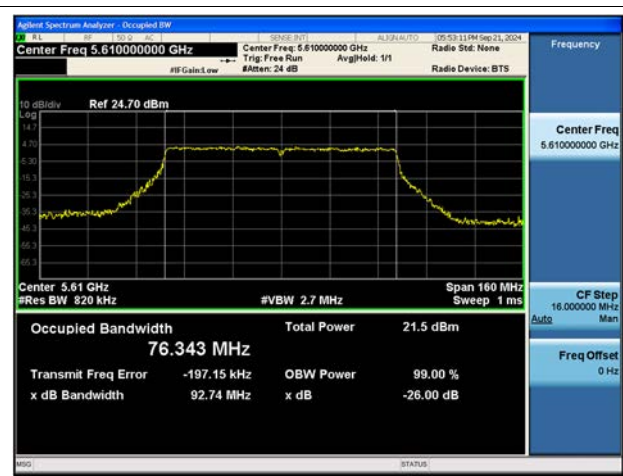 Agilent Spectrum Analyzer - Occupied BW
RL RF 50 Ω AC SENSE:INT ALIGNAUTO 05:53:11 PM Sep 21, 2024
Center Freq 5.610000000 GHz
Center Freq: 5.610000000 GHz
Radio Std: None
Trig: Free Run Avg|Hold: 1/1
#IFGain:Low #Atten: 24 dB Radio Device: BTS
Frequency
10 dB/div Ref 24.70 dBm
Log
14.7
4.70
-5.30
-15.3
-25.3
-35.3
-45.3
-55.3
-65.3
Center 5.61 GHz Span 160 MHz
#Res BW 820 kHz #VBW 2.7 MHz Sweep 1 ms
Occupied Bandwidth Total Power 21.5 dBm
76.343 MHz
Transmit Freq Error -197.15 kHz OBW Power 99.00 %
x dB Bandwidth 92.74 MHz x dB -26.00 dB
Center Freq
5.610000000 GHz
CF Step
16.000000 MHz
Auto Man
Freq Offset
0 Hz
MSG STATUS